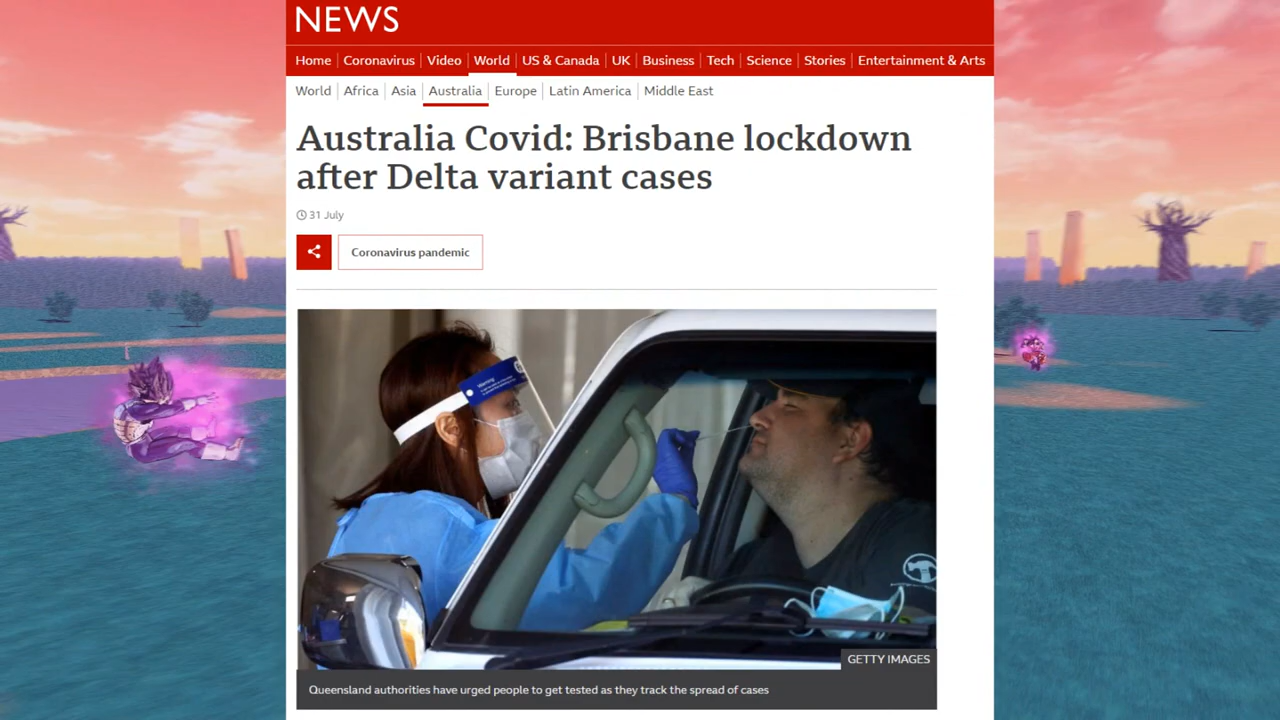 NEWS
Home Coronavirus Video World US & Canada UK Business Tech Science Stories Entertainment & Arts
World Africa Asia Australia Europe Latin America Middle East
Australia Covid: Brisbane lockdown
after Delta variant cases
31 July
Coronavirus pandemic
Warning
GETTY IMAGES
Queensland authorities have urged people to get tested as they track the spread of cases